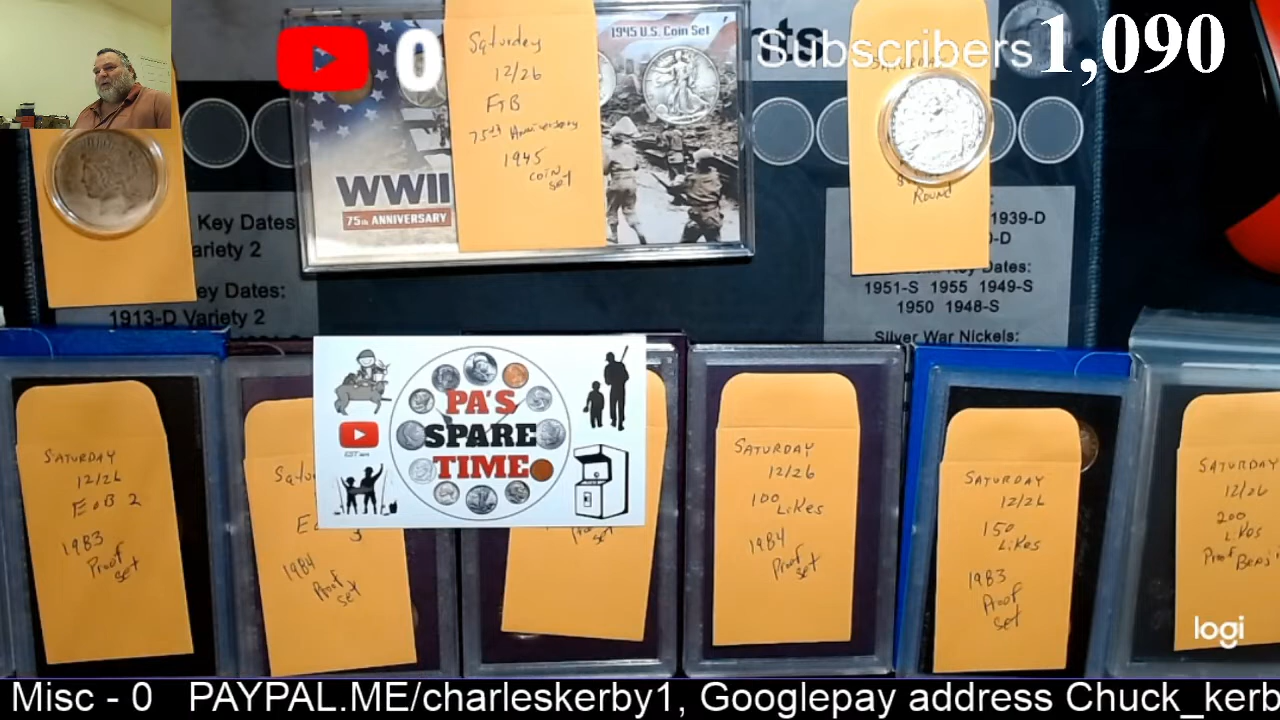 0
Subscribers 1,090
Saturday
12/26
FTB
75th Anniversary
1945
COIN
set
1945 U.S. Coin Set
WWII
75th ANNIVERSARY
Round
Key Dates
ariety 2
ey Dates:
1913-D Variety 2
1939-D
-D
Dates:
1951-S 1955 1949-S
1950 1948-S
Silver War Nickels:
PA'S
SPARE
TIME
SATURDAY
12/26
EOB 2
1983
Proof
set
1984
Proof
set
set
SATURDAY
12/26
100
Likes
1984
Proof
set
SATURDAY
12/26
150
Likes
1983
Proof
set
SATURDAY
12/26
200
Likes
Proof
logi
Misc - 0 PAYPAL.ME/charleskerby1, Googlepay address Chuck_kerb